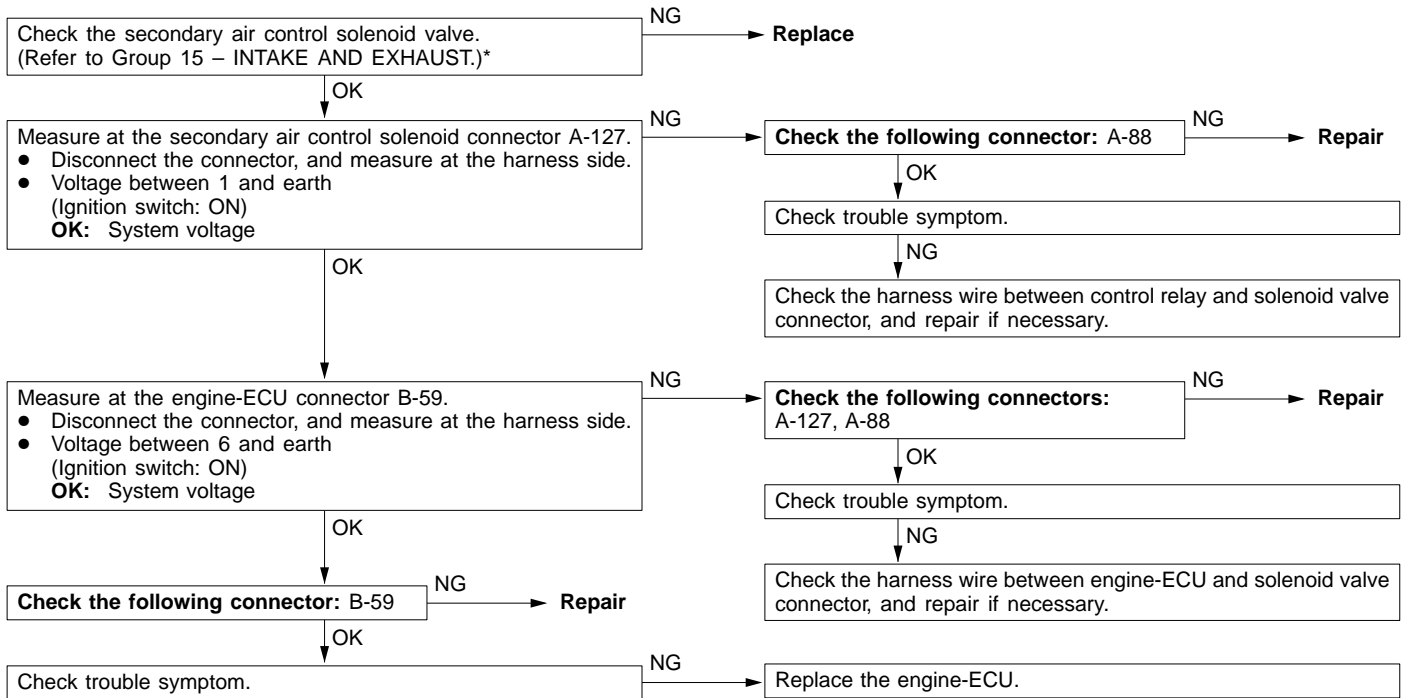 Check the secondary air control solenoid valve.
(Refer to Group 15 – INTAKE AND EXHAUST.)*
NG
Replace
OK
Measure at the secondary air control solenoid connector A-127.
● Disconnect the connector, and measure at the harness side.
● Voltage between 1 and earth
(Ignition switch: ON)
OK: System voltage
NG
Check the following connector: A-88
NG
Repair
OK
Check trouble symptom.
NG
Check the harness wire between control relay and solenoid valve
connector, and repair if necessary.
OK
Measure at the engine-ECU connector B-59.
● Disconnect the connector, and measure at the harness side.
● Voltage between 6 and earth
(Ignition switch: ON)
OK: System voltage
NG
Check the following connectors:
A-127, A-88
NG
Repair
OK
Check trouble symptom.
NG
Check the harness wire between engine-ECU and solenoid valve
connector, and repair if necessary.
OK
Check the following connector: B-59
NG
Repair
OK
Check trouble symptom.
NG
Replace the engine-ECU.